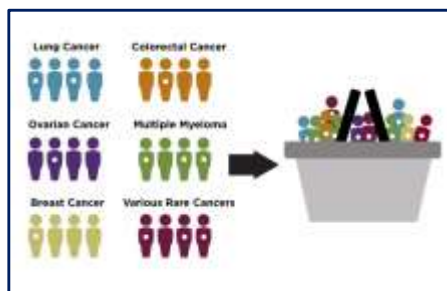 Lung Cancer
Colorectal Cancer
Ovarian Cancer
Multiple Myeloma
Breast Cancer
Various Rare Cancers